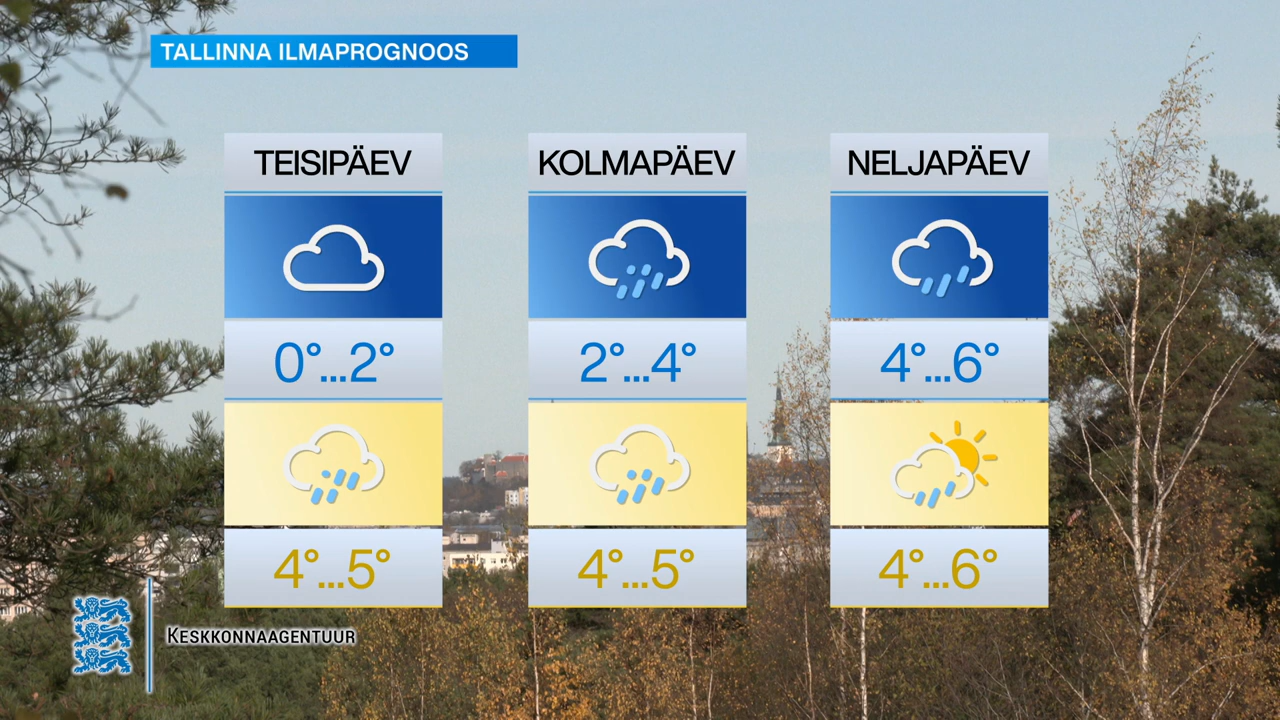 TALLINNA ILMAPROGNOOS
TEISIPÄEV
0°...2°
4°...5°
KOLMAPÄEV
2°...4°
4°...5°
NELJAPÄEV
4°...6°
4°...6°
KESKKONNAAGENTUUR